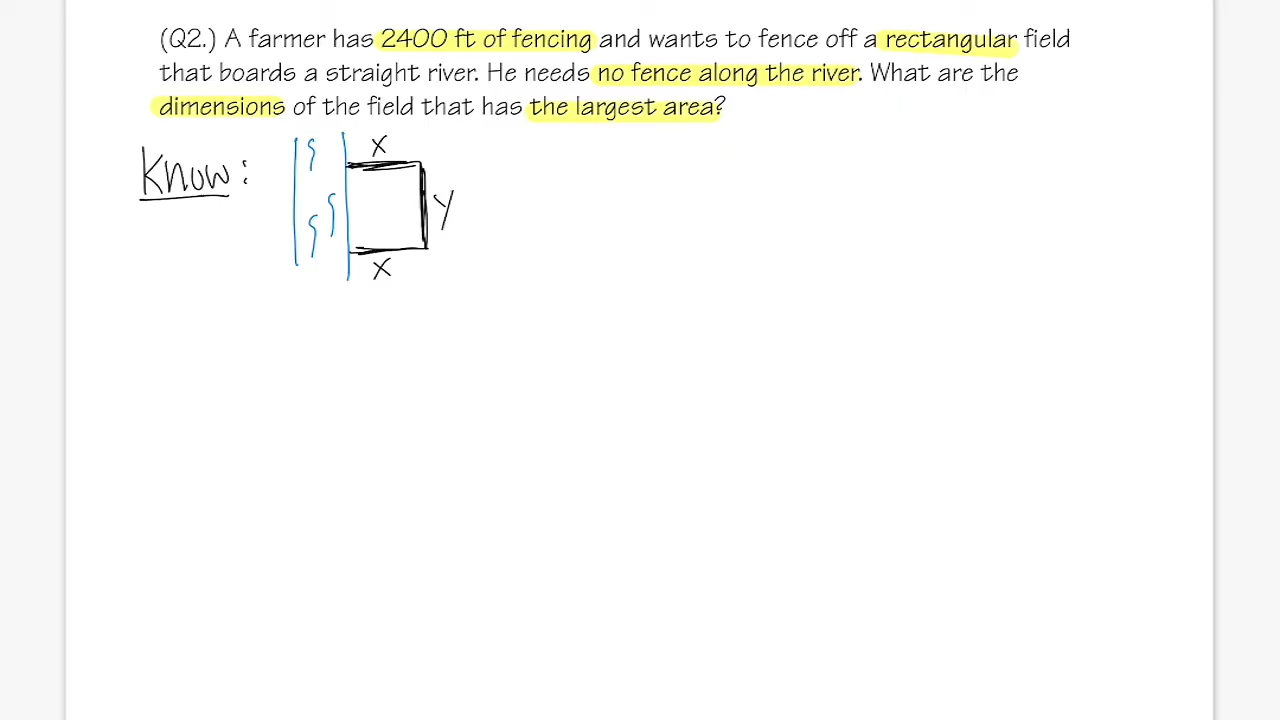 (Q2.) A farmer has 2400 ft of fencing and wants to fence off a rectangular field
that boards a straight river. He needs no fence along the river. What are the
dimensions of the field that has the largest area?
Know:
X
y
X